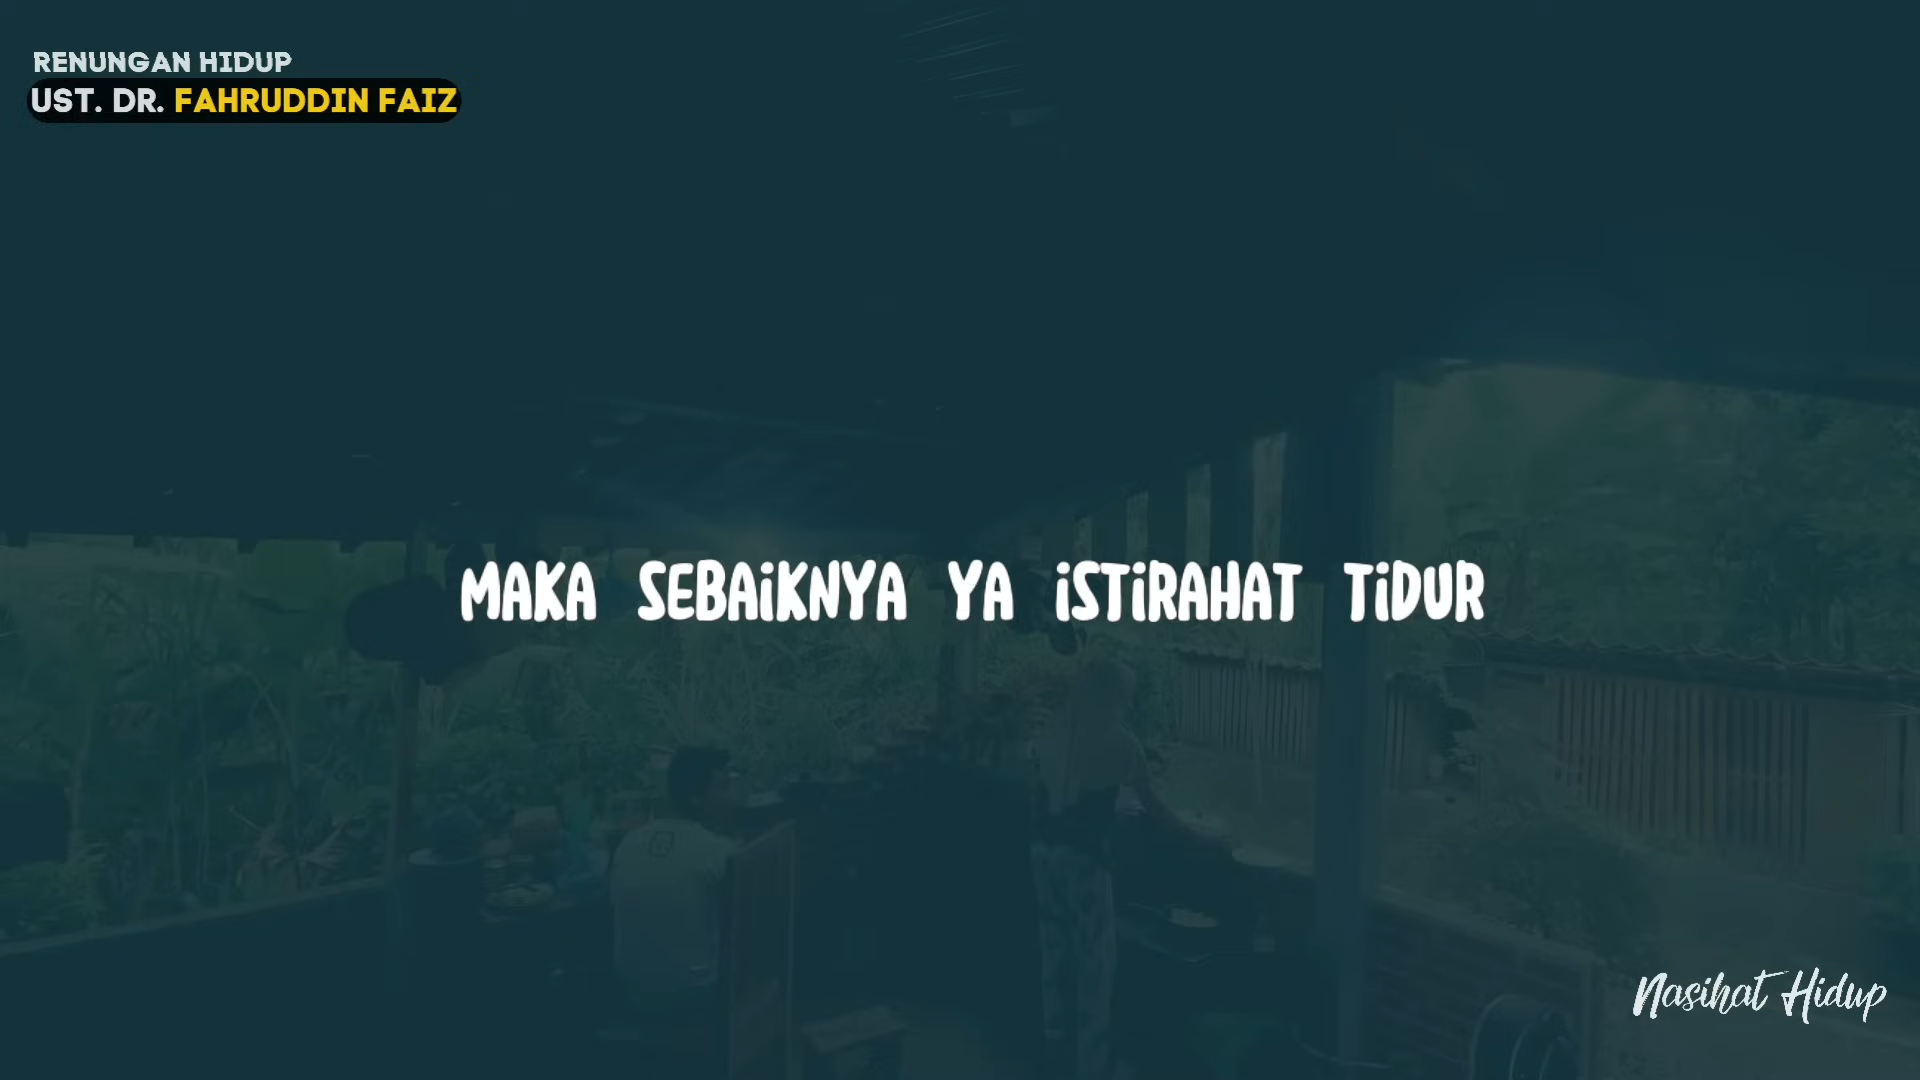 RENUNGAN HIDUP
UST. DR. FAHRUDDIN FAIZ
MAKA SEBAiKNYA YA iSTiRAHAT TiDUR
Nasihat Hidup